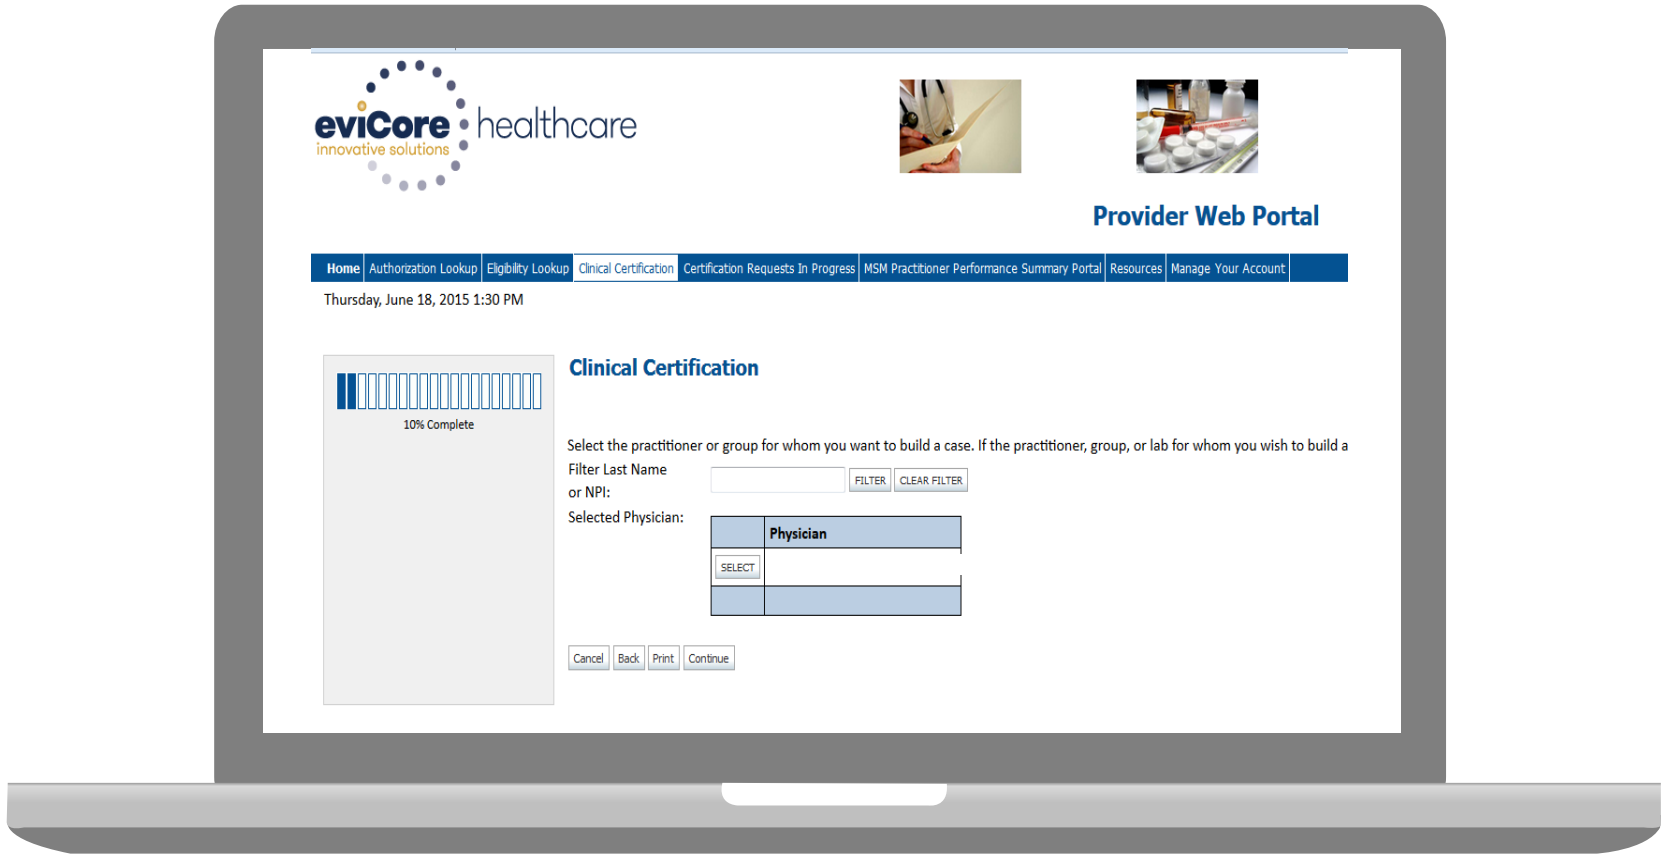 eviCore healthcare
innovative solutions
Provider Web Portal
Home Authorization Lookup Eligibility Lookup Clinical Certification Certification Requests In Progress MSM Practitioner Performance Summary Portal Resources Manage Your Account
Thursday, June 18, 2015 1:30 PM
Clinical Certification
10% Complete
Select the practitioner or group for whom you want to build a case. If the practitioner, group, or lab for whom you wish to build a
Filter Last Name
or NPI:
FILTER CLEAR FILTER
Selected Physician:
Physician
SELECT
Cancel Back Print Continue